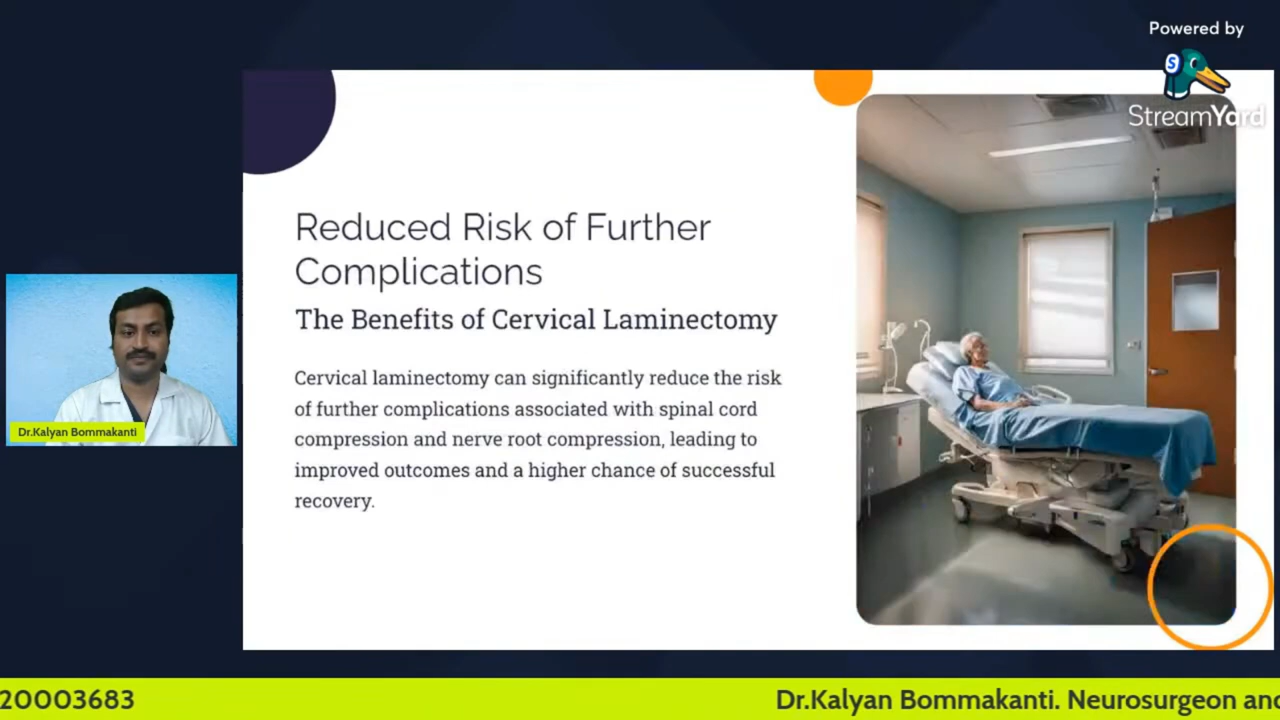 Powered by
StreamYard
Reduced Risk of Further
Complications
The Benefits of Cervical Laminectomy
Cervical laminectomy can significantly reduce the risk
of further complications associated with spinal cord
compression and nerve root compression, leading to
improved outcomes and a higher chance of successful
recovery.
Dr.Kalyan Bommakanti
20003683
Dr.Kalyan Bommakanti. Neurosurgeon and